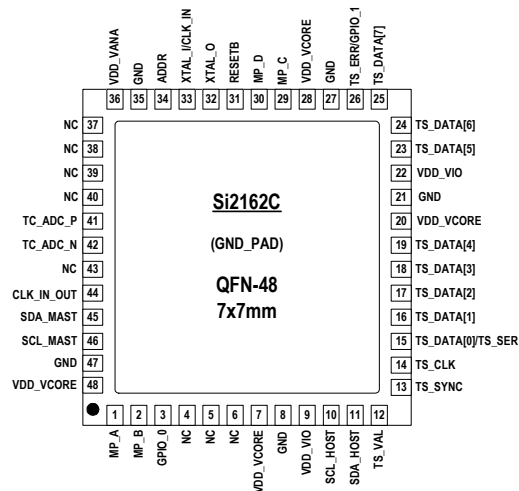 VDD_VANA
GND
ADDR
XTAL_I/CLK_IN
XTAL_O
RESETB
MP_D
MP_C
VDD_VCORE
GND
TS_ERR/GPIO_1
TS_DATA[7]
36 35 34 33 32 31 30 29 28 27 26 25
NC 37
NC 38
NC 39
NC 40
TC_ADC_P 41
TC_ADC_N 42
NC 43
CLK_IN_OUT 44
SDA_MAST 45
SCL_MAST 46
GND 47
VDD_VCORE 48
Si2162C
(GND_PAD)
QFN-48
7x7mm
24 TS_DATA[6]
23 TS_DATA[5]
22 VDD_VIO
21 GND
20 VDD_VCORE
19 TS_DATA[4]
18 TS_DATA[3]
17 TS_DATA[2]
16 TS_DATA[1]
15 TS_DATA[0]/TS_SER
14 TS_CLK
13 TS_SYNC
1 2 3 4 5 6 7 8 9 10 11 12
MP_A
MP_B
GPIO_0
NC
NC
NC
VDD_VCORE
GND
VDD_VIO
SCL_HOST
SDA_HOST
TS_VAL